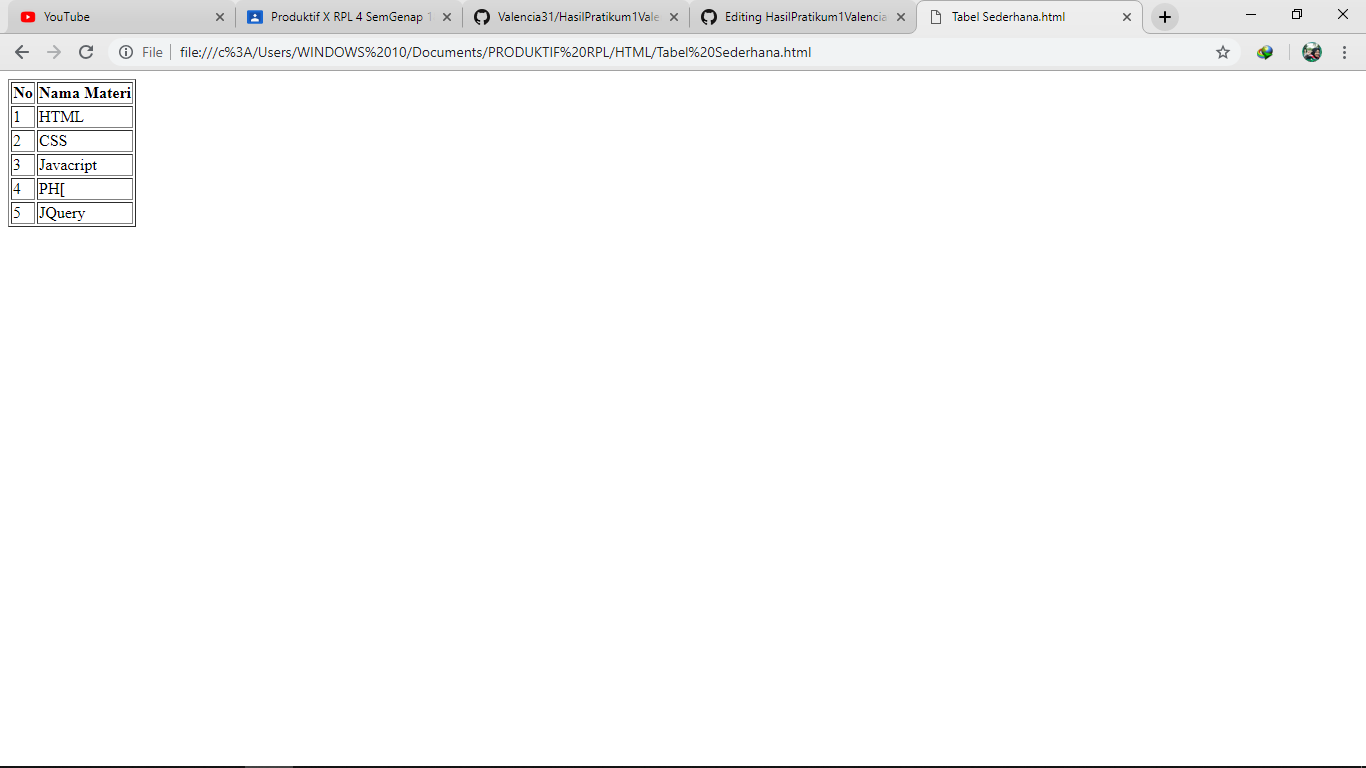 YouTube
Produktif X RPL 4 SemGenap 1
Valencia31/HasilPratikum1Vale
Editing HasilPratikum1Valencia
Tabel Sederhana.html
File
file:///c%3A/Users/WINDOWS%2010/Documents/PRODUKTIF%20RPL/HTML/Tabel%20Sederhana.html
No Nama Materi
1 HTML
2 CSS
3 Javacript
4 PH[
5 JQuery